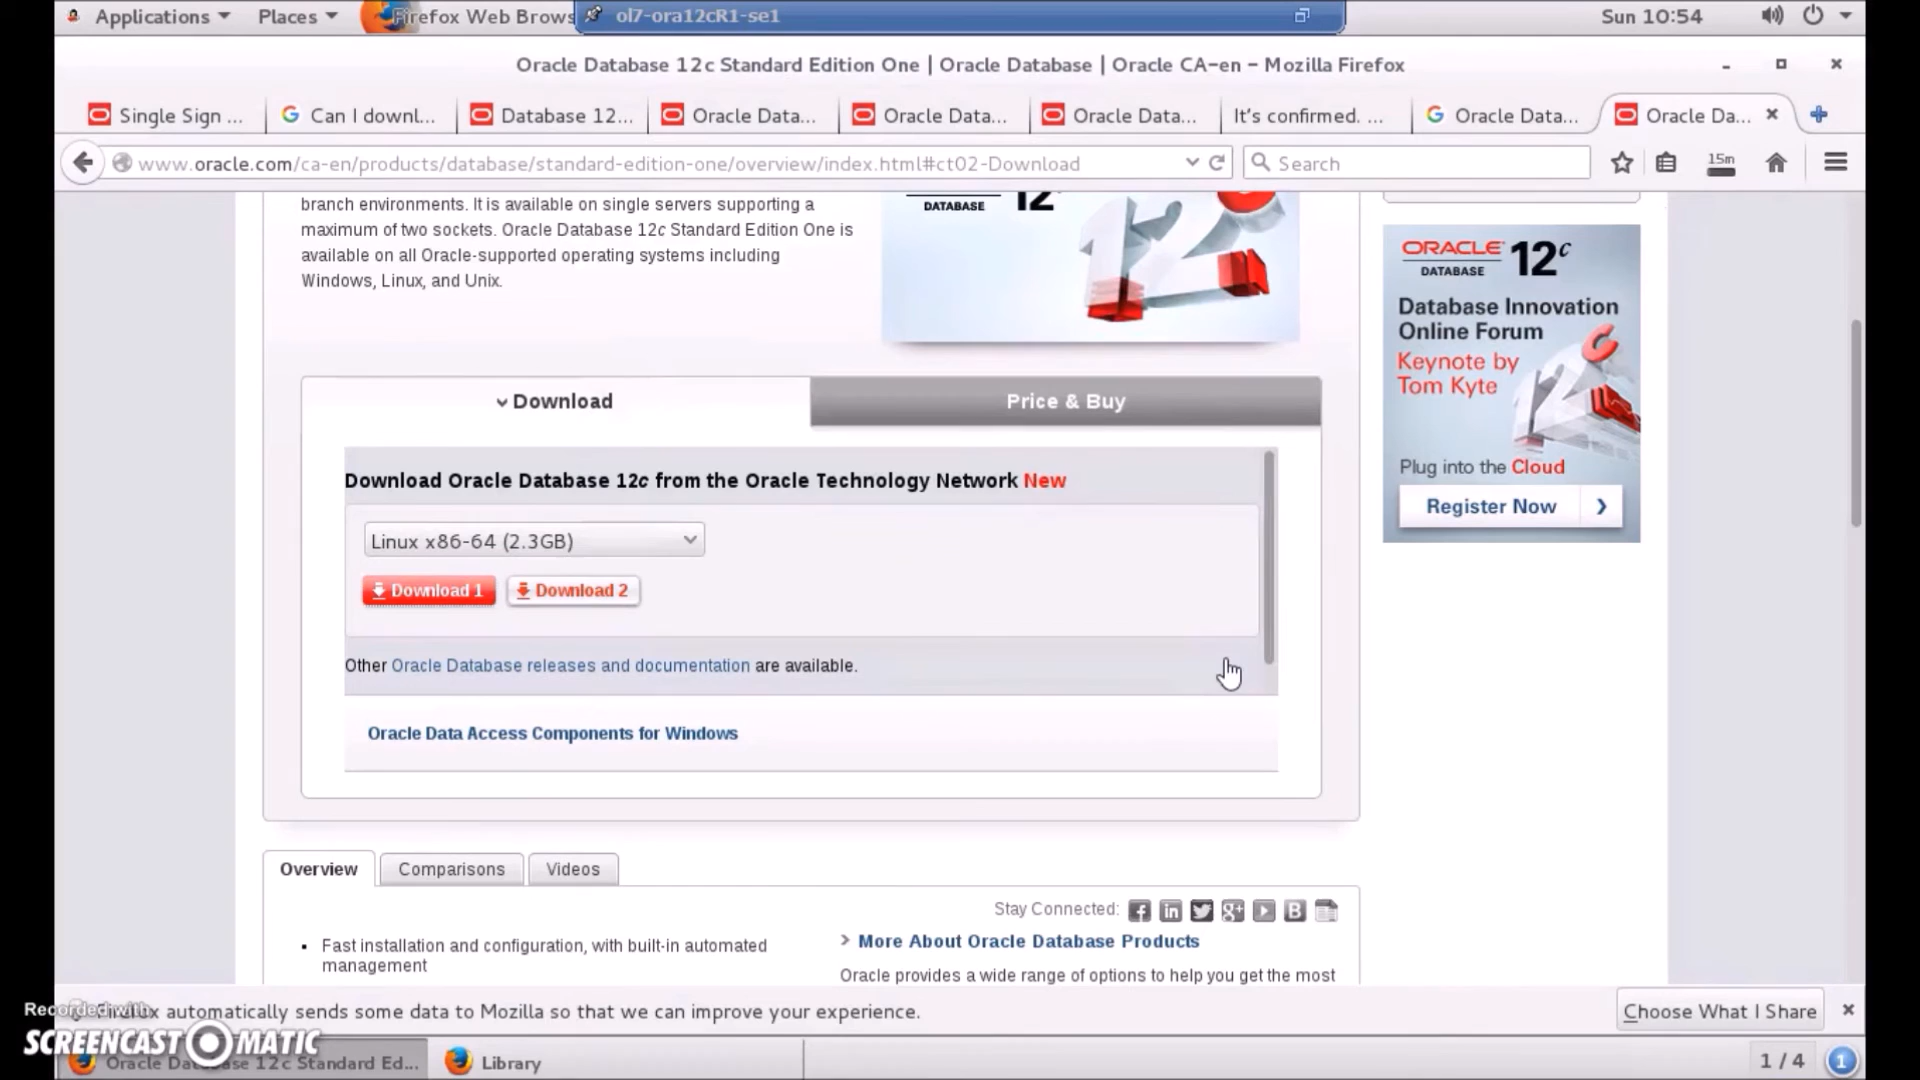 Applications Places Firefox Web Brows ol7-ora12cR1-se1 Sun 10:54
Oracle Database 12c Standard Edition One | Oracle Database | Oracle CA-en – Mozilla Firefox
Single Sign ... Can I downl... Database 12... Oracle Data... Oracle Data... Oracle Data... It's confirmed. ... Oracle Data... Oracle Da...
www.oracle.com/ca-en/products/database/standard-edition-one/overview/index.html#ct02-Download Search 15m
branch environments. It is available on single servers supporting a
maximum of two sockets. Oracle Database 12c Standard Edition One is
available on all Oracle-supported operating systems including
Windows, Linux, and Unix.
DATABASE 12
ORACLE DATABASE 12c
Database Innovation
Online Forum
Keynote by
Tom Kyte
Plug into the Cloud
Register Now
Download Price & Buy
Download Oracle Database 12c from the Oracle Technology Network New
Linux x86-64 (2.3GB)
Download 1 Download 2
Other Oracle Database releases and documentation are available.
Oracle Data Access Components for Windows
Overview Comparisons Videos
Stay Connected:
Fast installation and configuration, with built-in automated
management
More About Oracle Database Products
Oracle provides a wide range of options to help you get the most
Firefox automatically sends some data to Mozilla so that we can improve your experience. Choose What I Share
Recorded with
SCREENCAST MATIC
Oracle Database 12c Standard Ed... Library 1 / 4 1